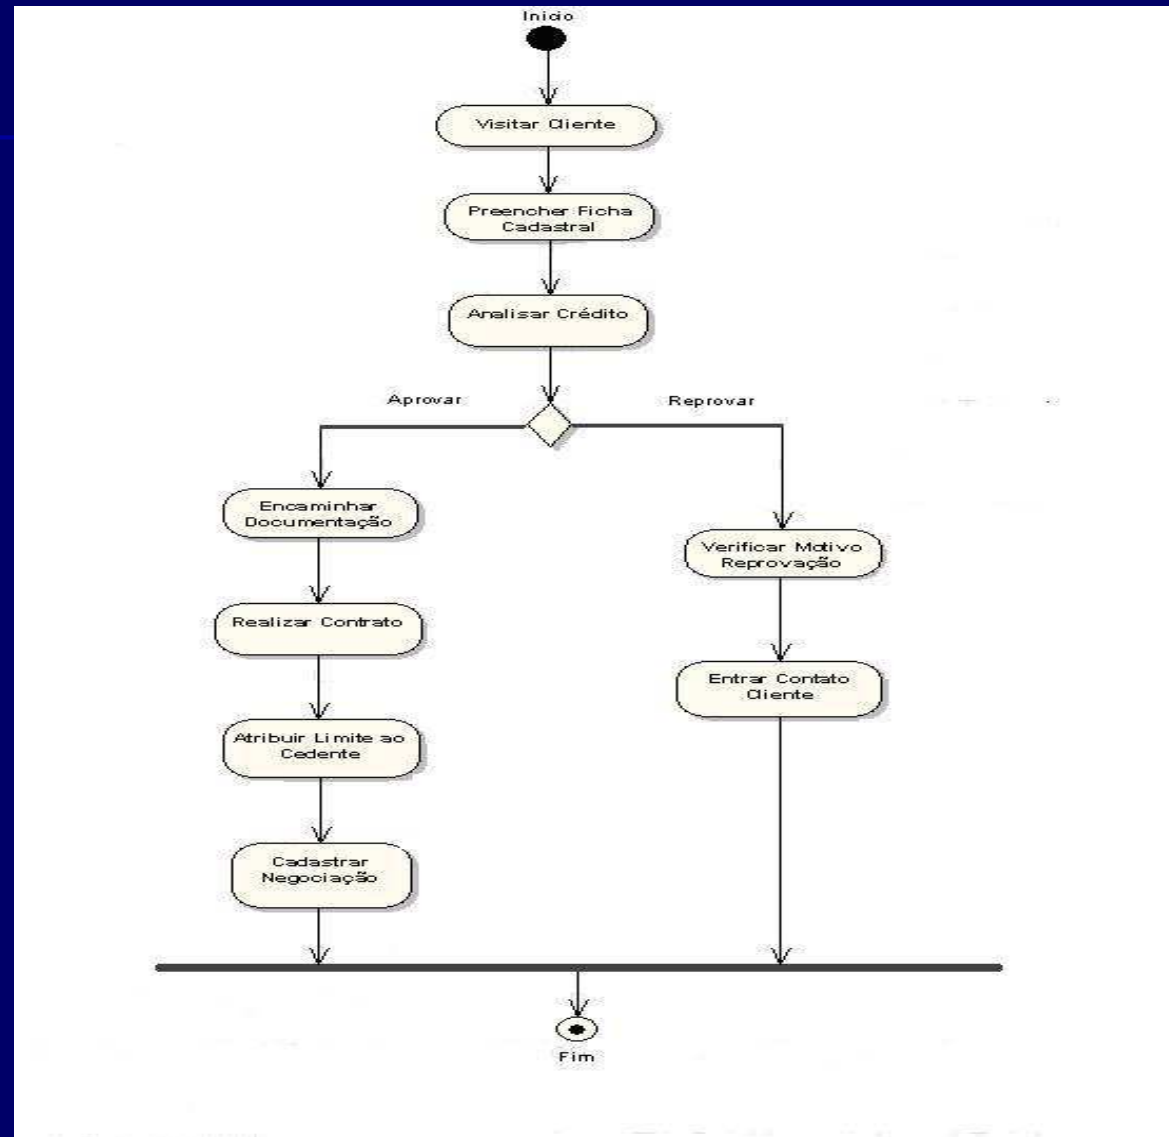 Inicio
Visitar Cliente
Preencher Ficha
Cadastral
Analisar Crédito
Aprovar
Reprovar
Encaminhar
Documentação
Realizar Contrato
Atribuir Limite ao
Cedente
Cadastrar
Negociação
Verificar Motivo
Reprovação
Entrar Contato
Cliente
Fim